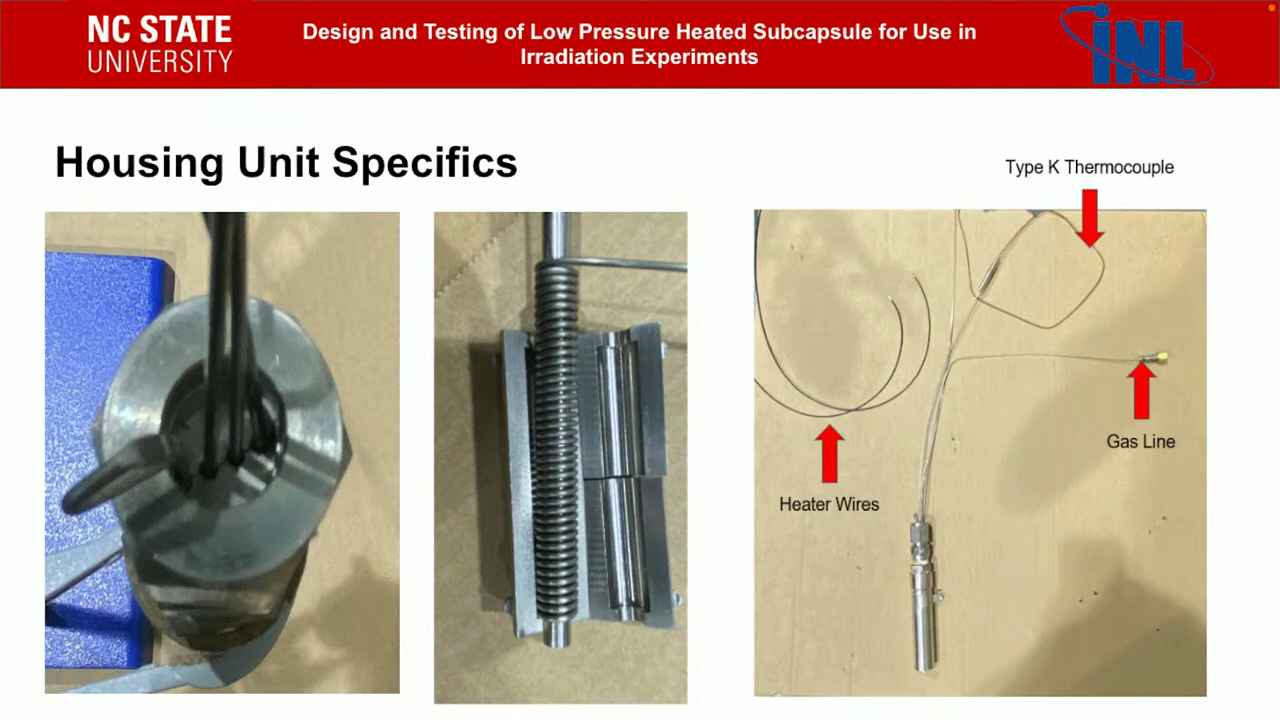 NC STATE
UNIVERSITY
Design and Testing of Low Pressure Heated Subcapsule for Use in
Irradiation Experiments
INL
Housing Unit Specifics
Type K Thermocouple
Gas Line
Heater Wires